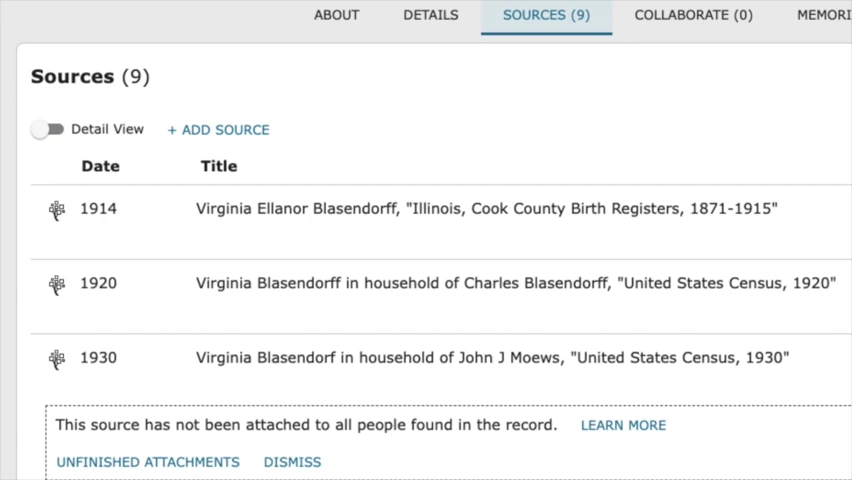 ABOUT DETAILS SOURCES (9) COLLABORATE (0) MEMORI
Sources (9)
Detail View + ADD SOURCE
Date Title
1914 Virginia Ellanor Blasendorff, "Illinois, Cook County Birth Registers, 1871-1915"
1920 Virginia Blasendorff in household of Charles Blasendorff, "United States Census, 1920"
1930 Virginia Blasendorf in household of John J Moews, "United States Census, 1930"
This source has not been attached to all people found in the record. LEARN MORE
UNFINISHED ATTACHMENTS DISMISS